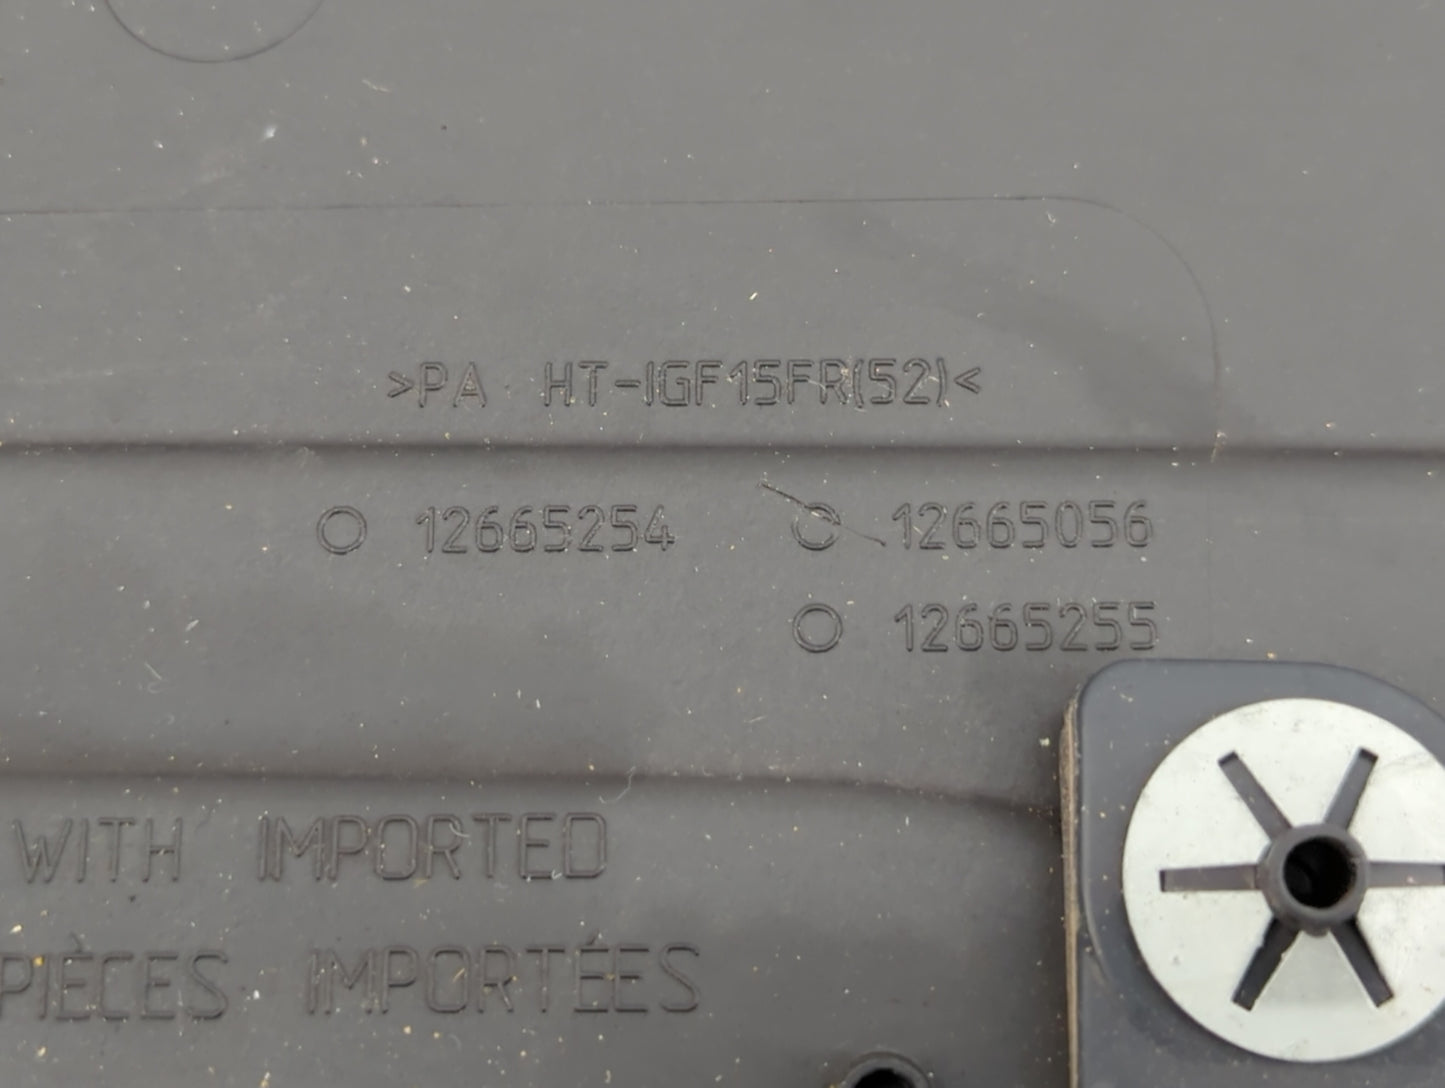 >PA HT-IGF15FR(52)<
12665254 12665056
12665255
WITH IMPORTED
PIÈCES IMPORTÉES